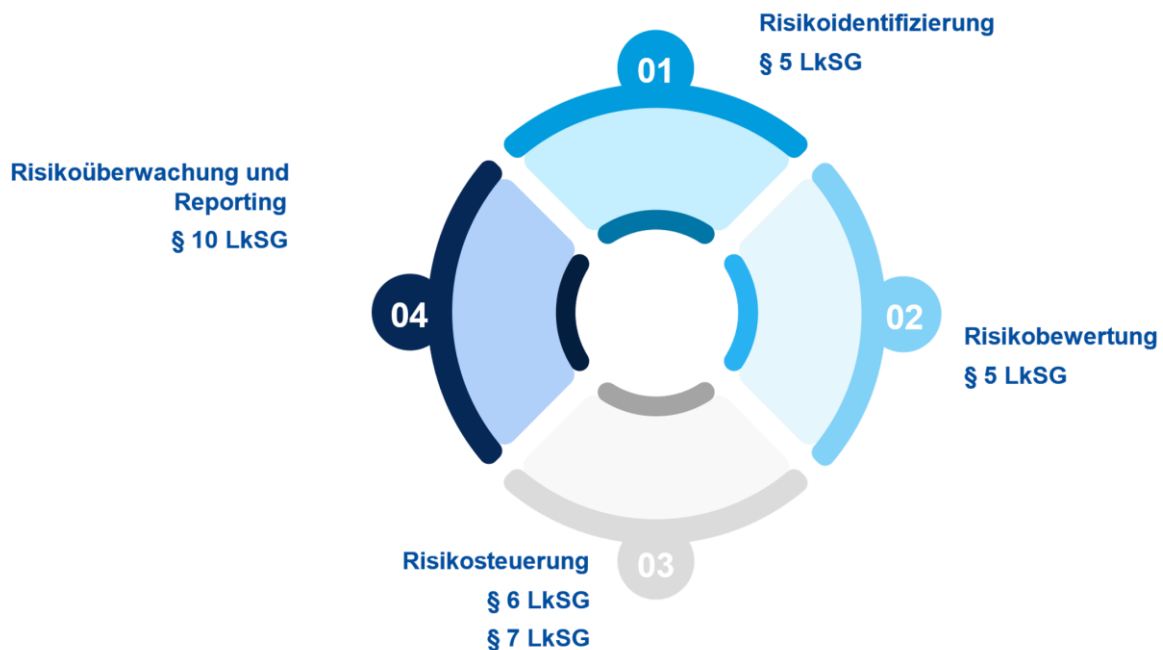 01
Risikoidentifizierung
§ 5 LkSG
02
Risikobewertung
§ 5 LkSG
03
Risikosteuerung
§ 6 LkSG
§ 7 LkSG
04
Risikoüberwachung und
Reporting
§ 10 LkSG